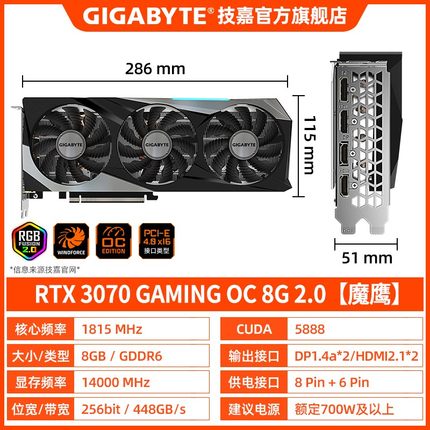 GIGABYTE™ 技嘉官方旗舰店
286 mm
115 mm
GIGABYTE
GIGABYTE
GIGABYTE
51 mm
RGB
FUSION
2.0
WINDFORCE
OC
EDITION
PCI-E
4.0 x16
接口类型
*信息来源技嘉官网*
RTX 3070 GAMING OC 8G 2.0【魔鹰】
核心频率 1815 MHz CUDA 5888
大小/类型 8GB / GDDR6 输出接口 DP1.4a*2/HDMI2.1*2
显存频率 14000 MHz 供电接口 8 Pin + 6 Pin
位宽/带宽 256bit / 448GB/s 建议电源 额定700W及以上